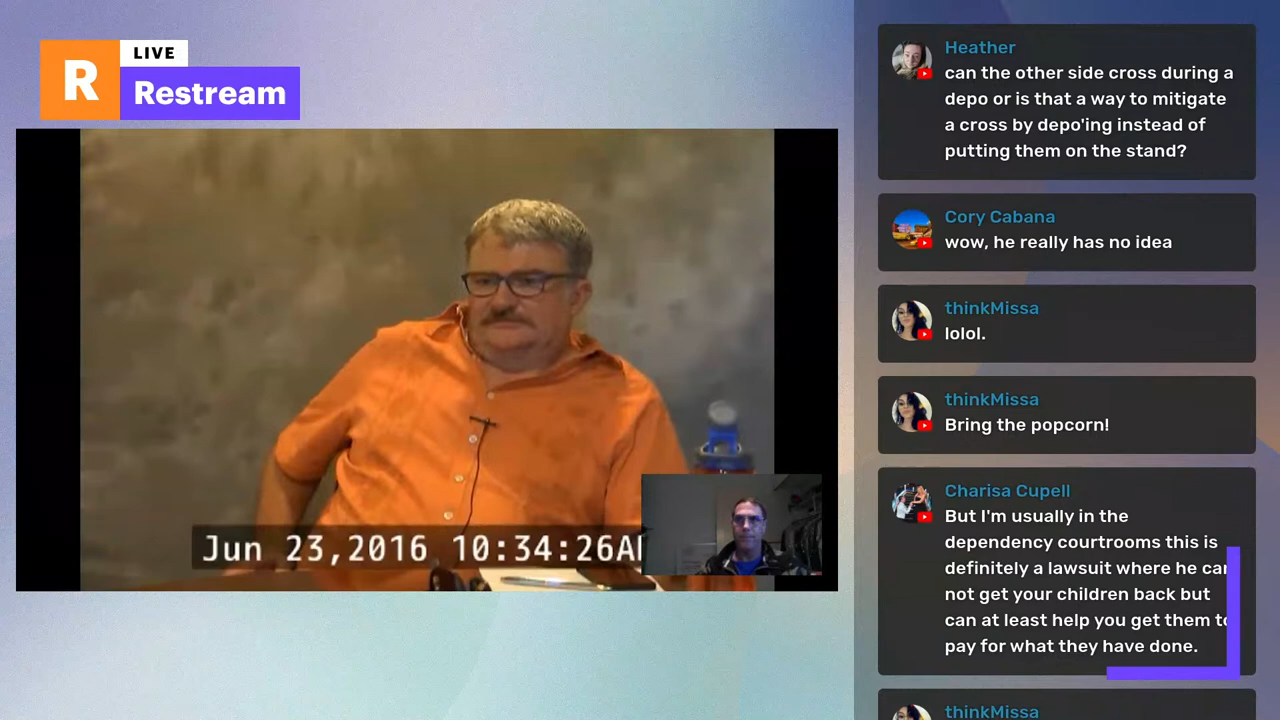 R
LIVE
Restream
Jun 23,2016 10:34:26A
Heather
can the other side cross during a
depo or is that a way to mitigate
a cross by depo'ing instead of
putting them on the stand?
Cory Cabana
wow, he really has no idea
thinkMissa
lolol.
thinkMissa
Bring the popcorn!
Charisa Cupell
But I'm usually in the
dependency courtrooms this is
definitely a lawsuit where he can
not get your children back but
can at least help you get them to
pay for what they have done.
thinkMissa